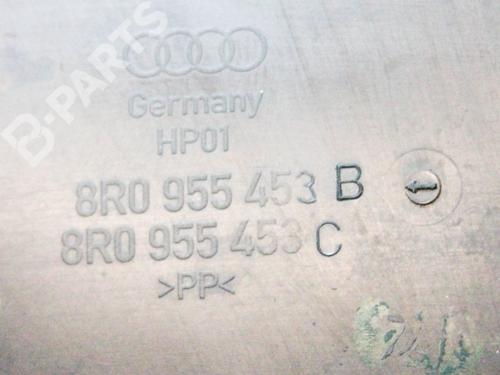 B-PARTS
Germany
HP01
8R0 955 453 B
8R0 955 453 C
>PP<